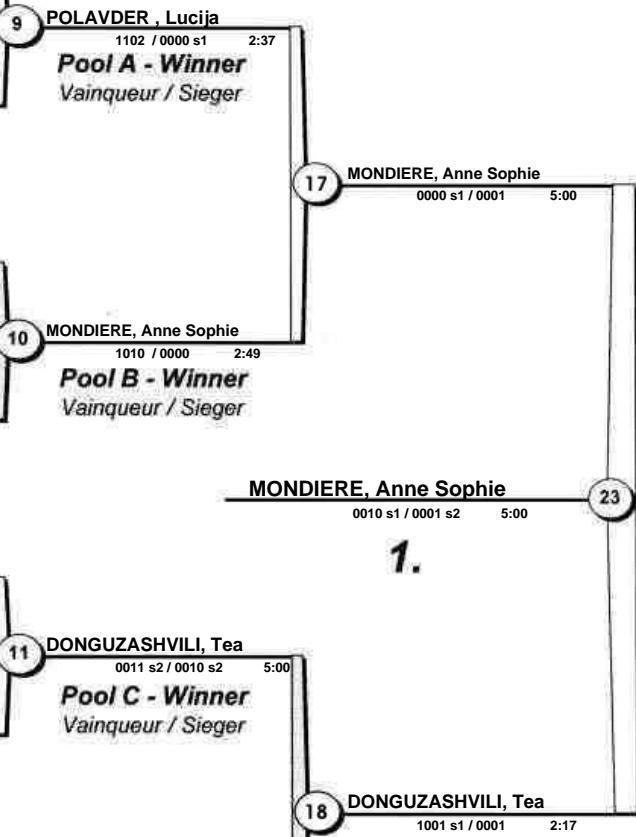 9 POLAVDER , Lucija
1102 / 0000 s1 2:37
Pool A - Winner
Vainqueur / Sieger
17 MONDIERE, Anne Sophie
0000 s1 / 0001 5:00
10 MONDIERE, Anne Sophie
1010 / 0000 2:49
Pool B - Winner
Vainqueur / Sieger
MONDIERE, Anne Sophie 23
0010 s1 / 0001 s2 5:00
1.
11 DONGUZASHVILI, Tea
0011 s2 / 0010 s2 5:00
Pool C - Winner
Vainqueur / Sieger
18 DONGUZASHVILI, Tea
1001 s1 / 0001 2:17